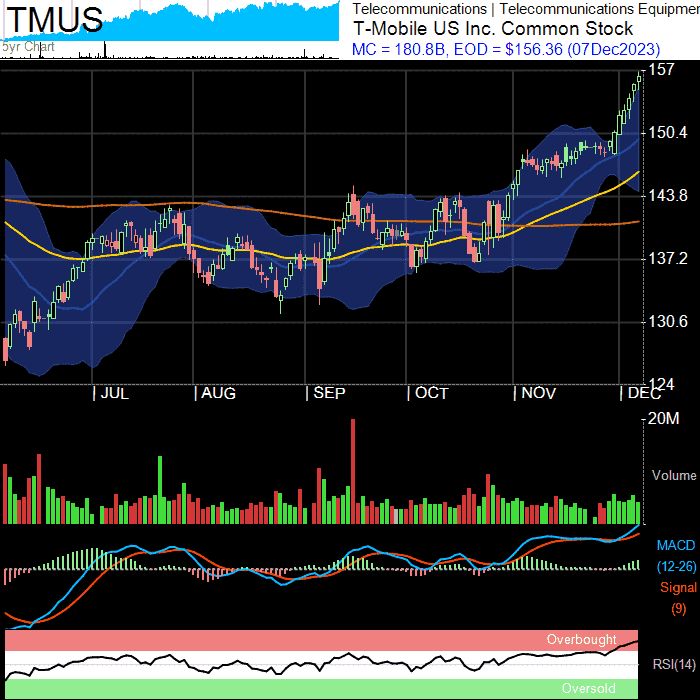 TMUS
5yr Chart
Telecommunications | Telecommunications Equipmen
T-Mobile US Inc. Common Stock
MC = 180.8B, EOD = $156.36 (07Dec2023)
157
150.4
143.8
137.2
130.6
124
| JUL | AUG | SEP | OCT | NOV | DEC
20M
Volume
MACD
(12-26)
Signal
(9)
Overbought
RSI(14)
Oversold